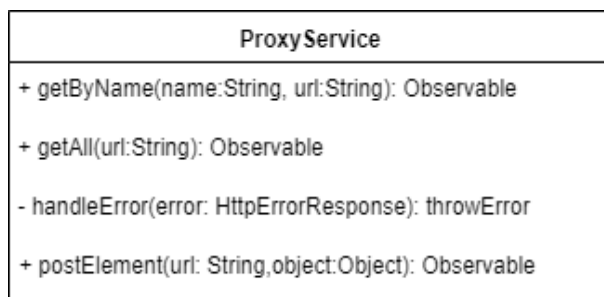 ProxyService
+ getByName(name:String, url:String): Observable
+ getAll(url:String): Observable
- handleError(error: HttpErrorResponse): throwError
+ postElement(url: String,object:Object): Observable